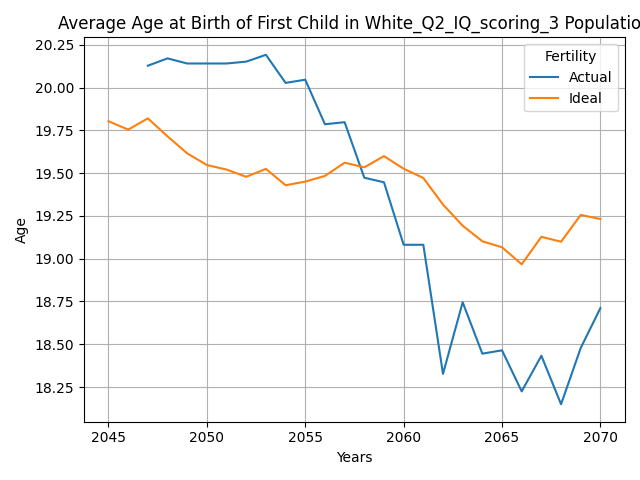 Average Age at Birth of First Child in White_Q2_IQ_scoring_3 Populatio
20.25
20.00
19.75
19.50
19.25
19.00
18.75
18.50
18.25
Age
Fertility
Actual
Ideal
2045 2050 2055 2060 2065 2070
Years